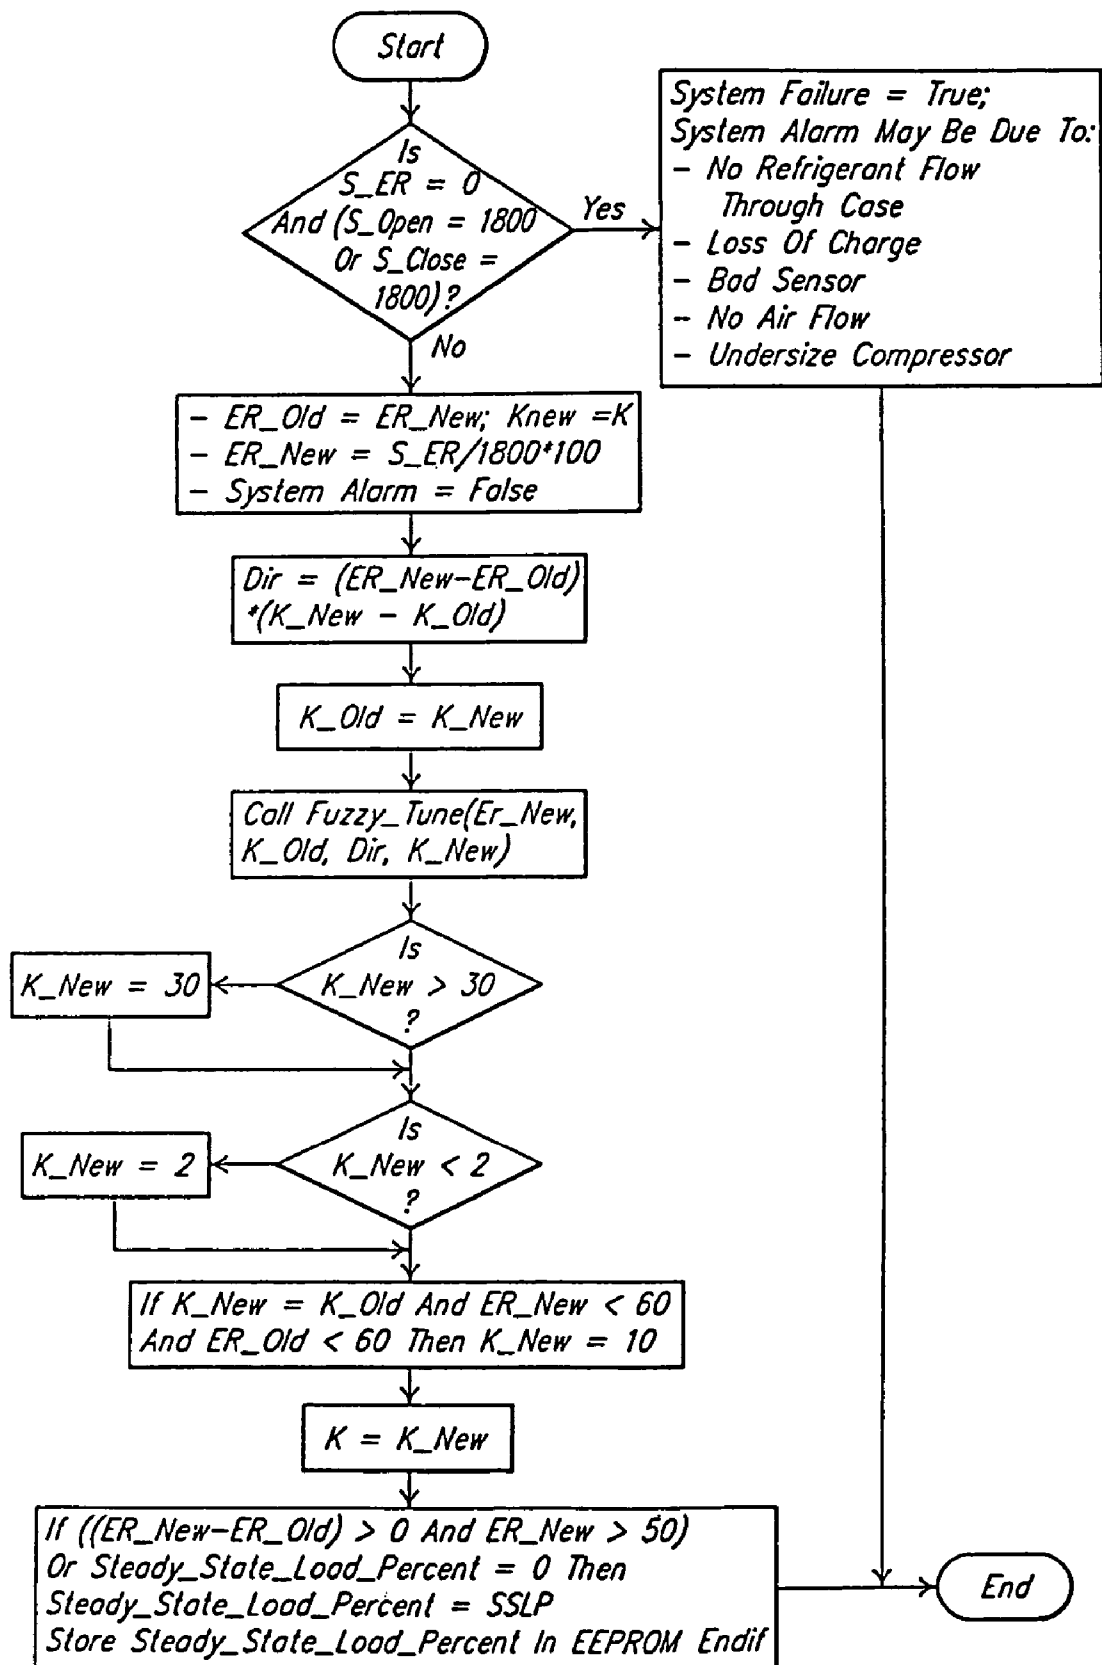 Start
Is
S_ER = 0
And (S_Open = 1800
Or S_Close =
1800)?
Yes
System Failure = True;
System Alarm May Be Due To:
- No Refrigerant Flow
Through Case
- Loss Of Charge
- Bad Sensor
- No Air Flow
- Undersize Compressor
No
- ER_Old = ER_New; Knew =K
- ER_New = S_ER/1800*100
- System Alarm = False
Dir = (ER_New-ER_Old)
*(K_New - K_Old)
K_Old = K_New
Call Fuzzy_Tune(Er_New,
K_Old, Dir, K_New)
Is
K_New > 30
?
K_New = 30
Is
K_New < 2
?
K_New = 2
If K_New = K_Old And ER_New < 60
And ER_Old < 60 Then K_New = 10
K = K_New
If ((ER_New-ER_Old) > 0 And ER_New > 50)
Or Steady_State_Load_Percent = 0 Then
Steady_State_Load_Percent = SSLP
Store Steady_State_Load_Percent In EEPROM Endif
End